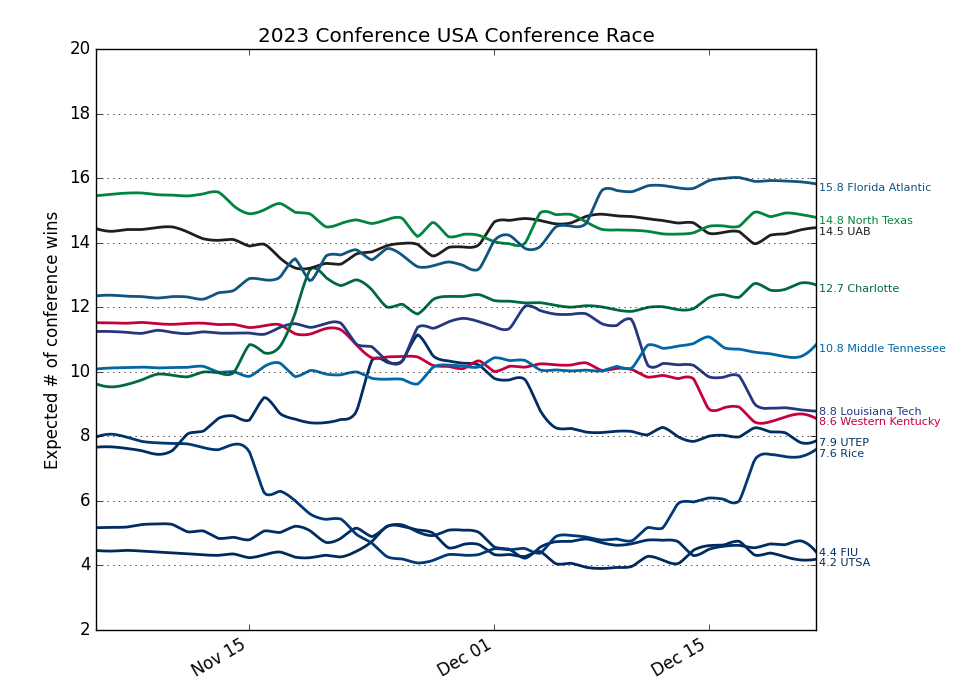 2023 Conference USA Conference Race
Expected # of conference wins
20
18
16
14
12
10
8
6
4
2
Nov 15
Dec 01
Dec 15
15.8 Florida Atlantic
14.8 North Texas
14.5 UAB
12.7 Charlotte
10.8 Middle Tennessee
8.8 Louisiana Tech
8.6 Western Kentucky
7.9 UTEP
7.6 Rice
4.4 FIU
4.2 UTSA